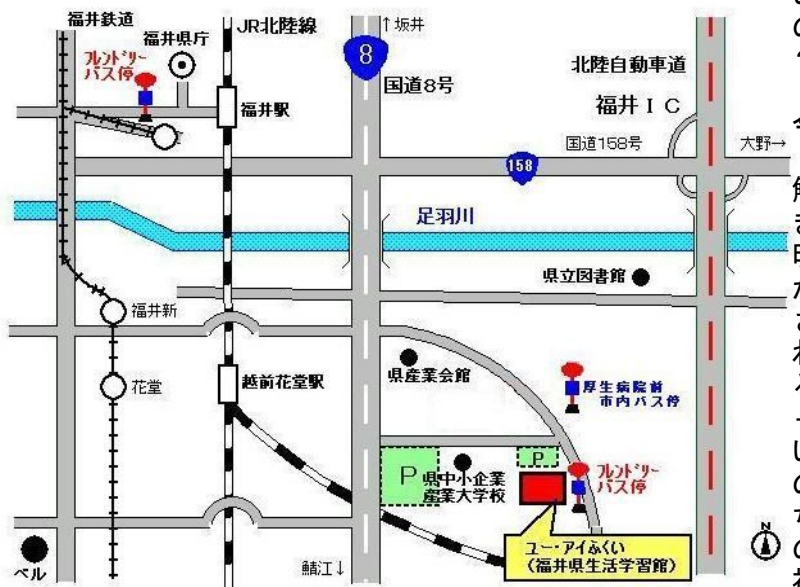 福井鉄道
JR北陸線
↑坂井
8
国道8号
福井県庁
ﾌﾚﾝﾄﾞﾘｰ
バス停
福井駅
北陸自動車道
福井IC
国道158号
大野→
158
足羽川
県立図書館
福井新
花堂
越前花堂駅
県産業会館
厚生病院前
市内バス停
P
P
県中小企業
産業大学校
ﾌﾚﾝﾄﾞﾘｰ
バス停
ユー・アイふくい
(福井県生活学習館)
ベル
鯖江↓
N